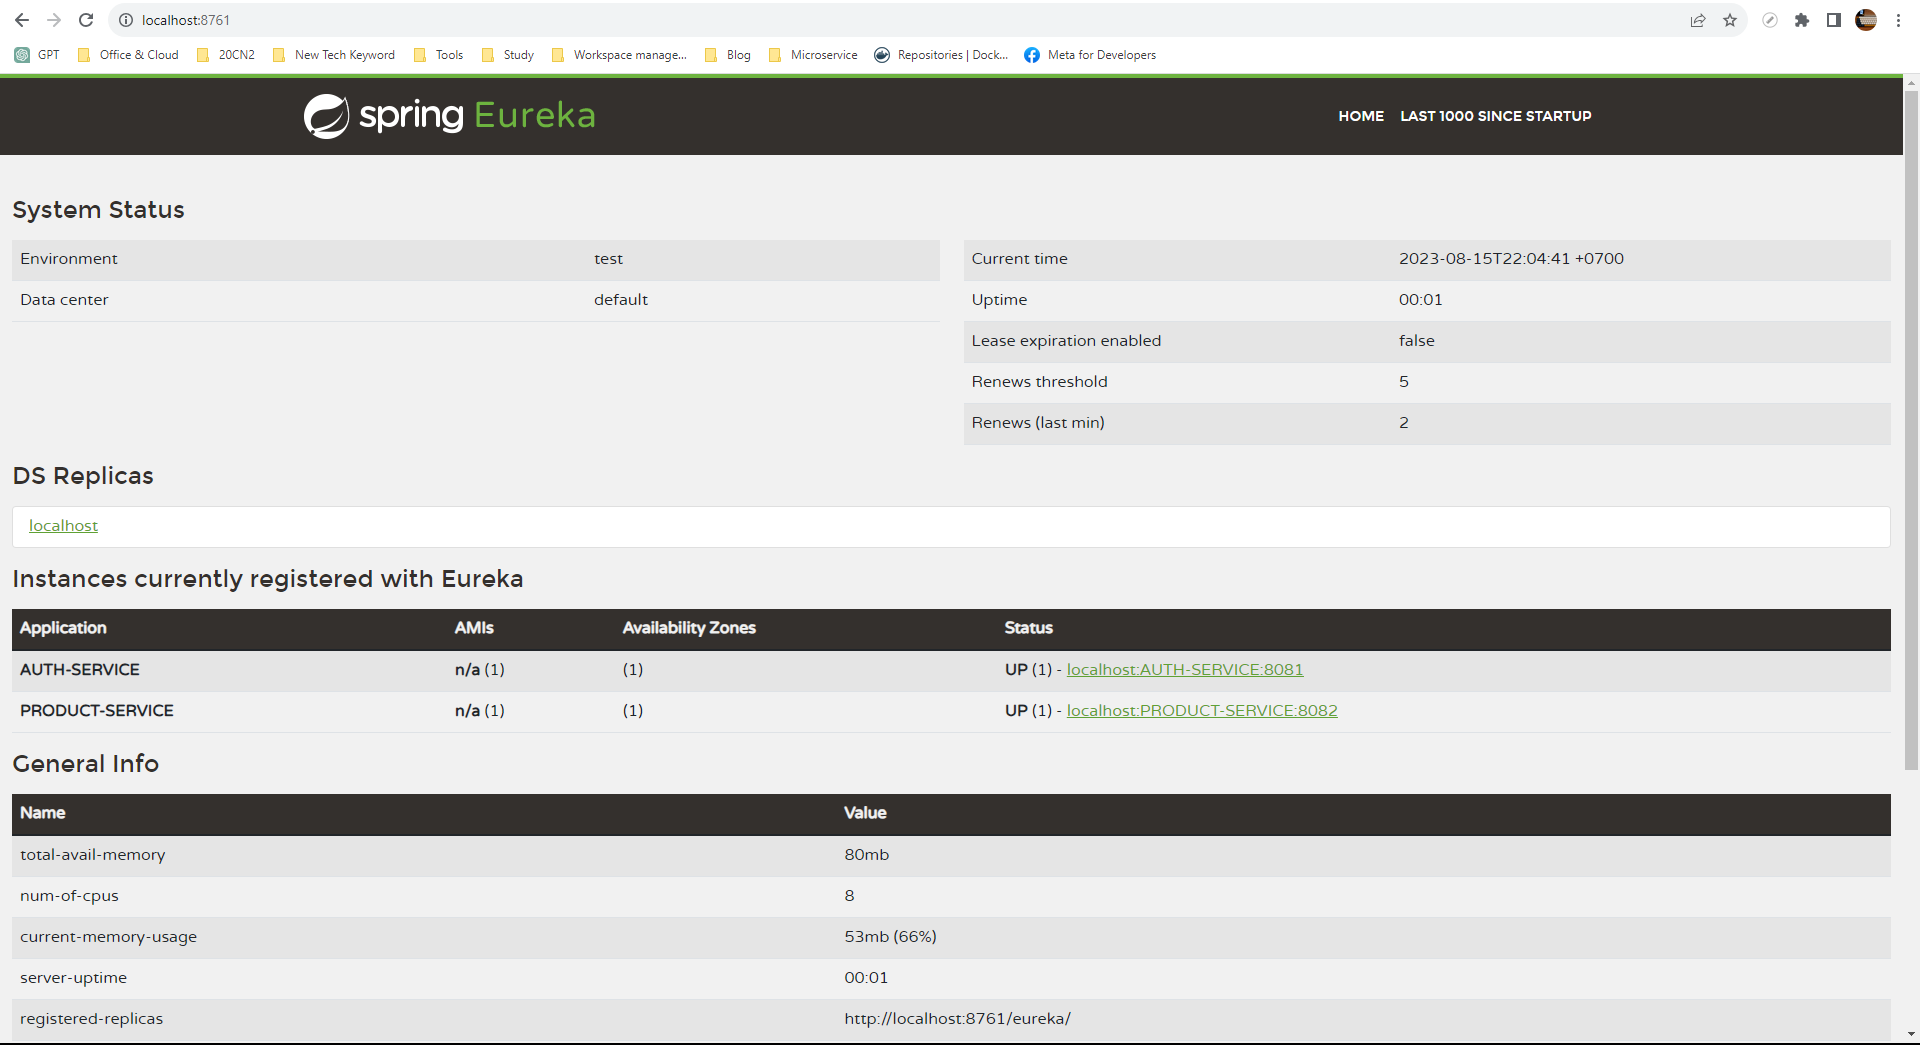 localhost:8761
GPT Office & Cloud 20CN2 New Tech Keyword Tools Study Workspace manage... Blog Microservice Repositories | Dock... Meta for Developers
spring Eureka HOME LAST 1000 SINCE STARTUP
System Status
Environment test
Data center default
Current time 2023-08-15T22:04:41 +0700
Uptime 00:01
Lease expiration enabled false
Renews threshold 5
Renews (last min) 2
DS Replicas
localhost
Instances currently registered with Eureka
Application AMIs Availability Zones Status
AUTH-SERVICE n/a (1) (1) UP (1) - localhost:AUTH-SERVICE:8081
PRODUCT-SERVICE n/a (1) (1) UP (1) - localhost:PRODUCT-SERVICE:8082
General Info
Name Value
total-avail-memory 80mb
num-of-cpus 8
current-memory-usage 53mb (66%)
server-uptime 00:01
registered-replicas http://localhost:8761/eureka/